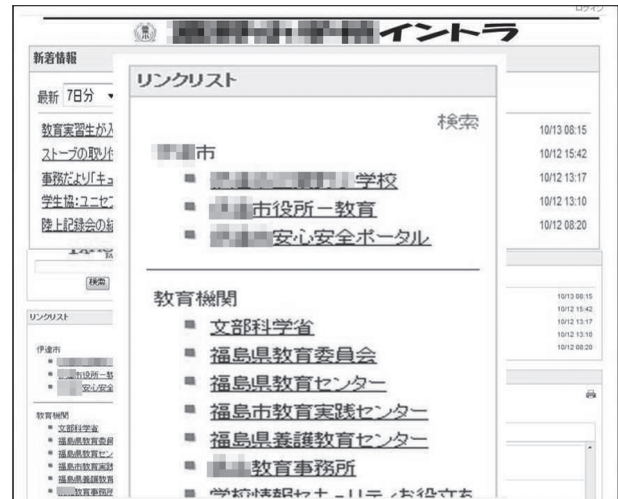 ログイン
イントラ
新着情報
最新 7日分
教育実習生が入
10/13 08:15
ストーブの取り付
10/12 15:42
事務だより「キュ
10/12 13:17
学生協:ユニセフ
10/12 13:10
陸上記録会の結
10/12 08:20
検索
リンクリスト
伊達市
市役所－教
安心安全
教育機関
文部科学省
福島県教育委員
福島県教育セン
福島市教育実践
福島県養護教育
教育事務所
リンクリスト
検索
市
学校
市役所－教育
安心安全ポータル
教育機関
文部科学省
福島県教育委員会
福島県教育センター
福島市教育実践センター
福島県養護教育センター
教育事務所
学校情報セキュリティお役立ち
10/13 08:15
10/12 15:42
10/12 13:17
10/12 13:10
10/12 08:20